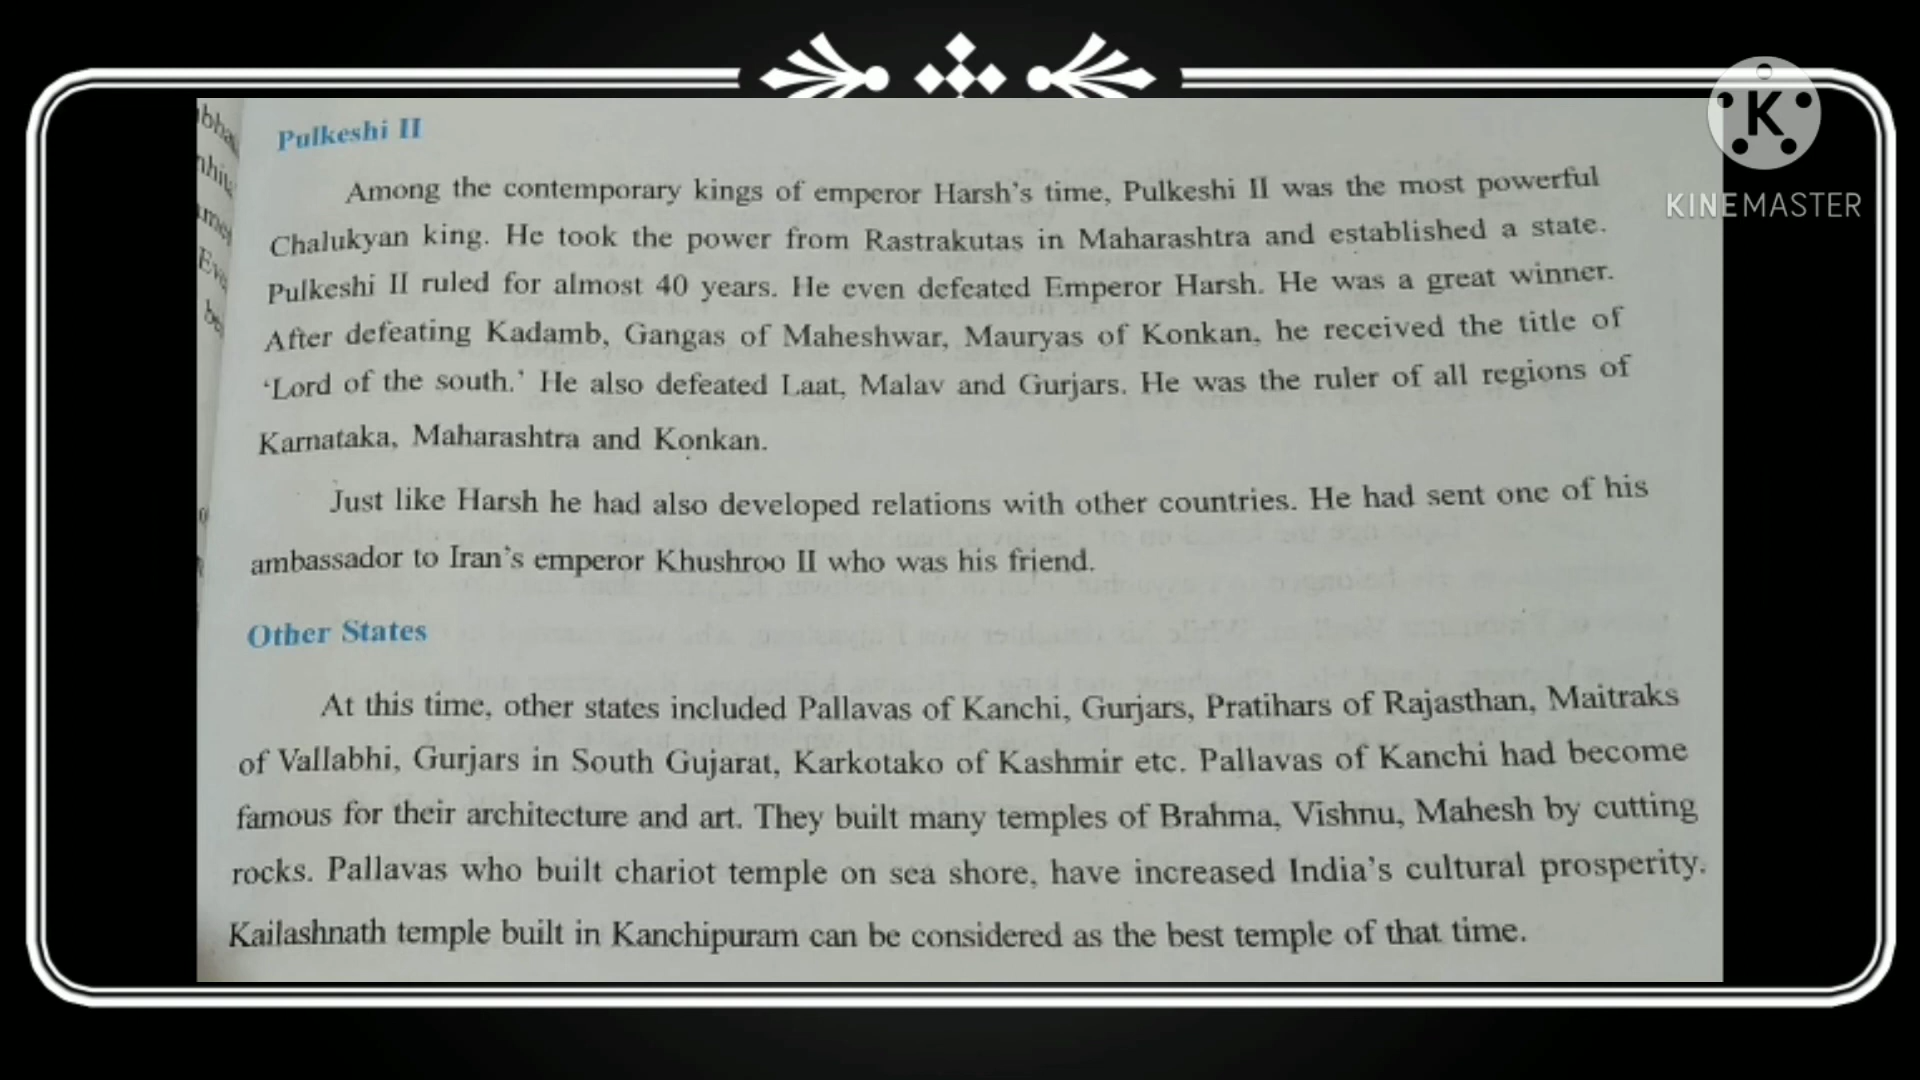 Pulkeshi II
Among the contemporary kings of emperor Harsh's time, Pulkeshi II was the most powerful
Chalukyan king. He took the power from Rastrakutas in Maharashtra and established a state.
Pulkeshi II ruled for almost 40 years. He even defeated Emperor Harsh. He was a great winner.
After defeating Kadamb, Gangas of Maheshwar, Mauryas of Konkan, he received the title of
'Lord of the south.' He also defeated Laat, Malav and Gurjars. He was the ruler of all regions of
Karnataka, Maharashtra and Konkan.
Just like Harsh he had also developed relations with other countries. He had sent one of his
ambassador to Iran's emperor Khushroo II who was his friend.
Other States
At this time, other states included Pallavas of Kanchi, Gurjars, Pratihars of Rajasthan, Maitraks
of Vallabhi, Gurjars in South Gujarat, Karkotako of Kashmir etc. Pallavas of Kanchi had become
famous for their architecture and art. They built many temples of Brahma, Vishnu, Mahesh by cutting
rocks. Pallavas who built chariot temple on sea shore, have increased India's cultural prosperity.
Kailashnath temple built in Kanchipuram can be considered as the best temple of that time.
K
KINEMASTER